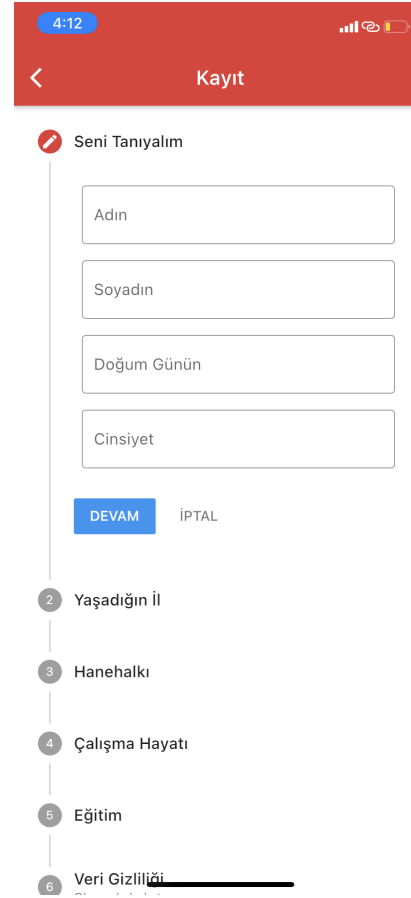 4:12
Kayıt
Seni Tanıyalım
Adın
Soyadın
Doğum Günün
Cinsiyet
DEVAM İPTAL
2 Yaşadığın İl
3 Hanehalkı
4 Çalışma Hayatı
5 Eğitim
6 Veri Gizliliği